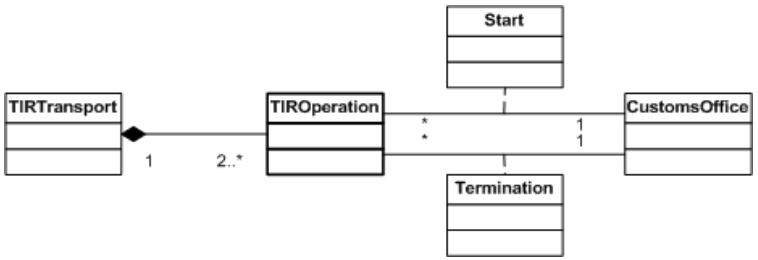 Start
TIRTransport
TIROperation
CustomsOffice
* 1
* 1
1 2..*
Termination